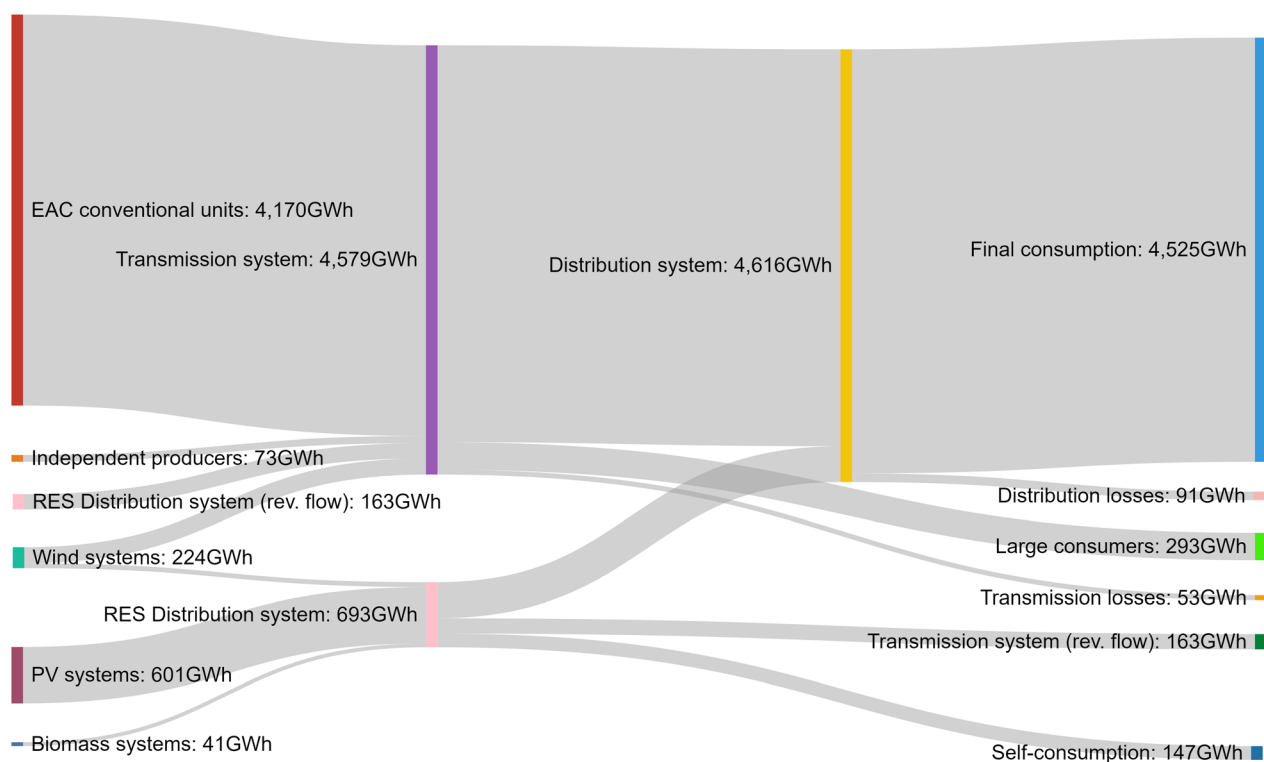 EAC conventional units: 4,170GWh
Transmission system: 4,579GWh
Distribution system: 4,616GWh
Final consumption: 4,525GWh
Independent producers: 73GWh
RES Distribution system (rev. flow): 163GWh
Distribution losses: 91GWh
Wind systems: 224GWh
Large consumers: 293GWh
RES Distribution system: 693GWh
Transmission losses: 53GWh
Transmission system (rev. flow): 163GWh
PV systems: 601GWh
Biomass systems: 41GWh
Self-consumption: 147GWh